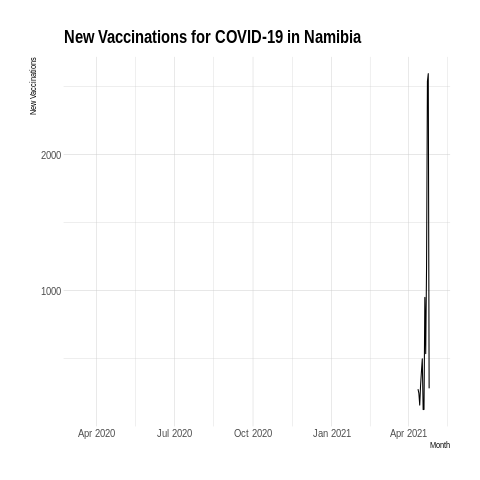 New Vaccinations for COVID-19 in Namibia
New Vaccinations
2000
1000
Apr 2020 Jul 2020 Oct 2020 Jan 2021 Apr 2021
Month